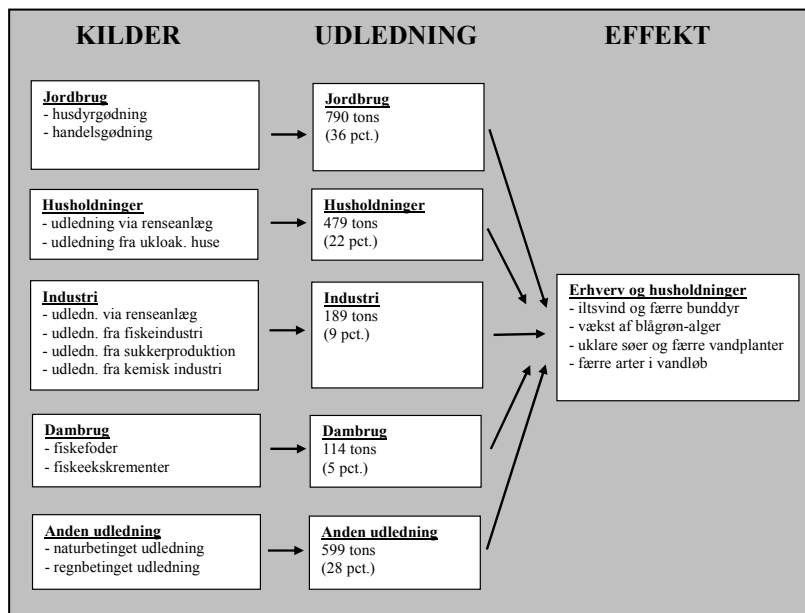 KILDER
UDLEDNING
EFFEKT
Jordbrug
- husdyrgødning
- handelsgødning
Jordbrug
790 tons
(36 pct.)
Husholdninger
- udledning via renseanlæg
- udledning fra ukloak. huse
Husholdninger
479 tons
(22 pct.)
Industri
- udledn. via renseanlæg
- udledn. fra fiskeindustri
- udledn. fra sukkerproduktion
- udledn. fra kemisk industri
Industri
189 tons
(9 pct.)
Erhverv og husholdninger
- iltsvind og færre bunddyr
- vækst af blågrøn-alger
- uklare søer og færre vandplanter
- færre arter i vandløb
Dambrug
- fiskefoder
- fiskeekskrementer
Dambrug
114 tons
(5 pct.)
Anden udledning
- naturbetinget udledning
- regnbetinget udledning
Anden udledning
599 tons
(28 pct.)